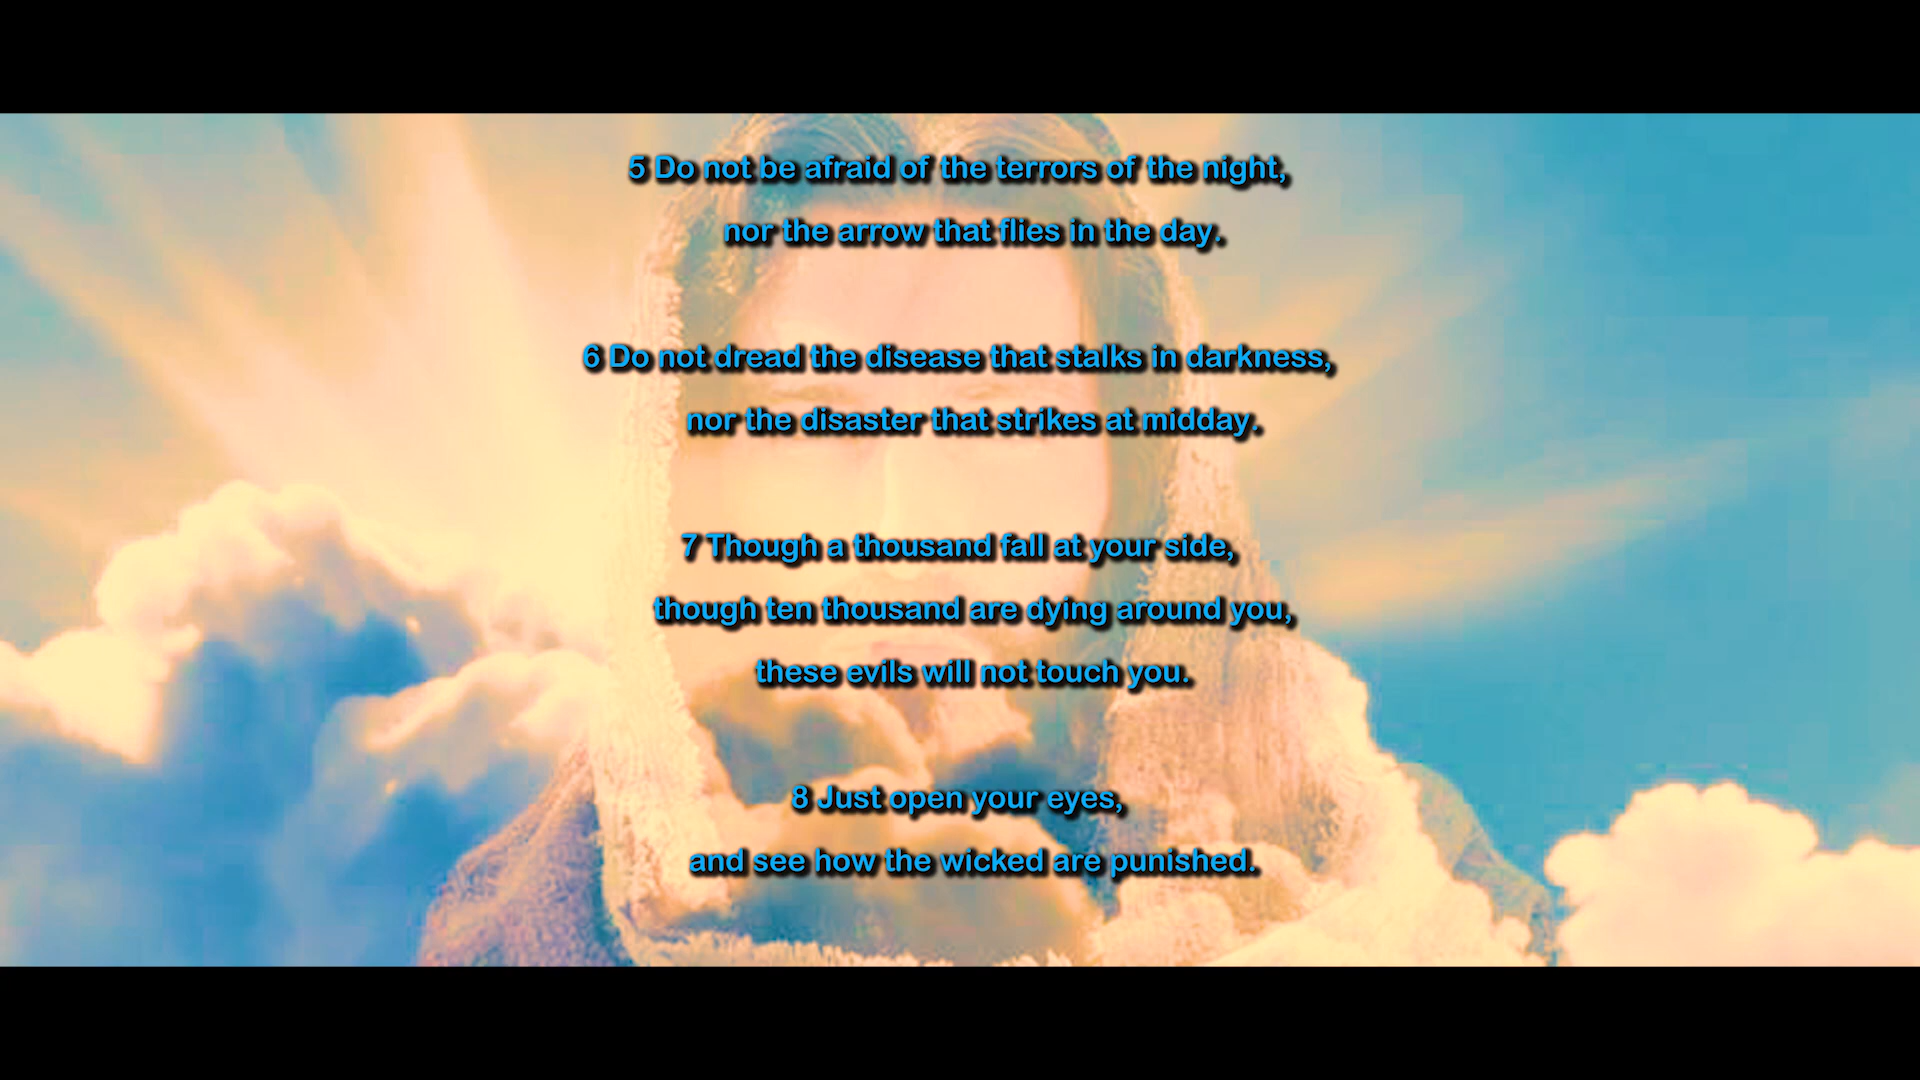 5 Do not be afraid of the terrors of the night,
nor the arrow that flies in the day.
6 Do not dread the disease that stalks in darkness,
nor the disaster that strikes at midday.
7 Though a thousand fall at your side,
though ten thousand are dying around you,
these evils will not touch you.
8 Just open your eyes,
and see how the wicked are punished.